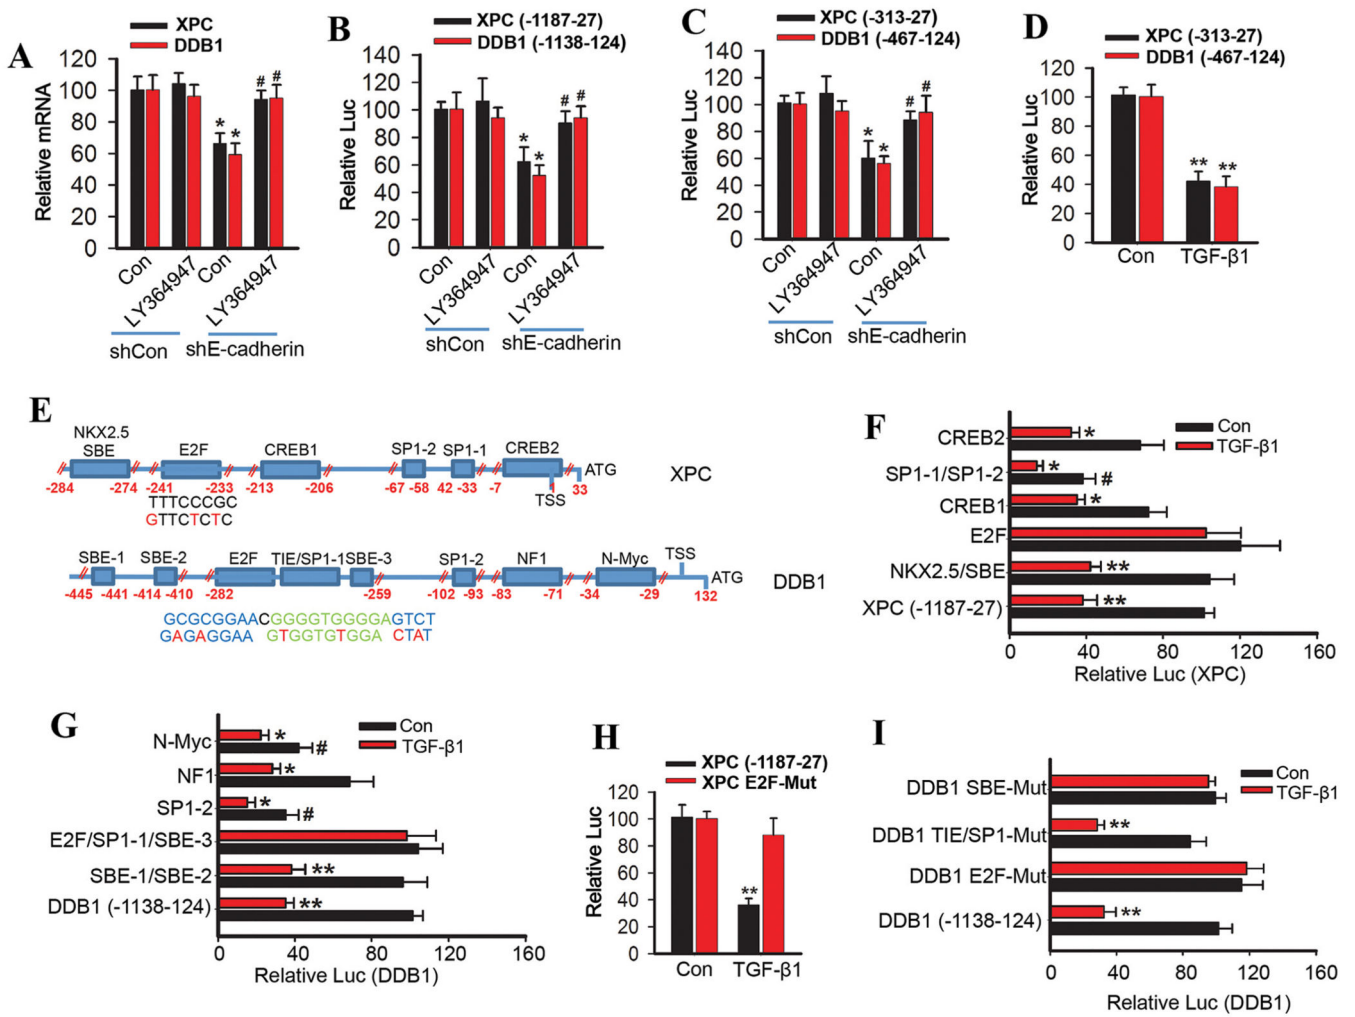 A
XPC
DDB1
Relative mRNA
120
100
80
60
40
20
0
* * # #
Con
LY364947
Con
LY364947
shCon
shE-cadherin
B
XPC (-1187-27)
DDB1 (-1138-124)
Relative Luc
140
120
100
80
60
40
20
0
* * # #
Con
LY364947
Con
LY364947
shCon
shE-cadherin
C
XPC (-313-27)
DDB1 (-467-124)
Relative Luc
140
120
100
80
60
40
20
0
* * # #
Con
LY364947
Con
LY364947
shCon
shE-cadherin
D
XPC (-313-27)
DDB1 (-467-124)
Relative Luc
120
100
80
60
40
20
0
** **
Con TGF-β1
E
NKX2.5
SBE E2F CREB1 SP1-2 SP1-1 CREB2
ATG
-284 -274 -241 -233 -213 -206 -67 -58 42 -33 -7 1 33
TSS
XPC
TTTCCCGC
GTTCTCTC
SBE-1 SBE-2 E2F TIE/SP1-1SBE-3 SP1-2 NF1 N-Myc TSS
ATG
-445 -441 -414 -410 -282 -259 -102 -93 -83 -71 -34 -29 132
DDB1
GCGCGGAACGGGGTGGGGAGTCT
GAGAGGAA GTGGTGTGGA CTAT
F
Con
TGF-β1
CREB2 *
SP1-1/SP1-2 * #
CREB1 *
E2F
NKX2.5/SBE **
XPC (-1187-27) **
0 40 80 120 160
Relative Luc (XPC)
G
Con
TGF-β1
N-Myc * #
NF1 *
SP1-2 * #
E2F/SP1-1/SBE-3
SBE-1/SBE-2 **
DDB1 (-1138-124) **
0 40 80 120 160
Relative Luc (DDB1)
H
XPC (-1187-27)
XPC E2F-Mut
Relative Luc
120
100
80
60
40
20
0
**
Con TGF-β1
I
Con
TGF-β1
DDB1 SBE-Mut
DDB1 TIE/SP1-Mut **
DDB1 E2F-Mut
DDB1 (-1138-124) **
0 40 80 120 160
Relative Luc (DDB1)